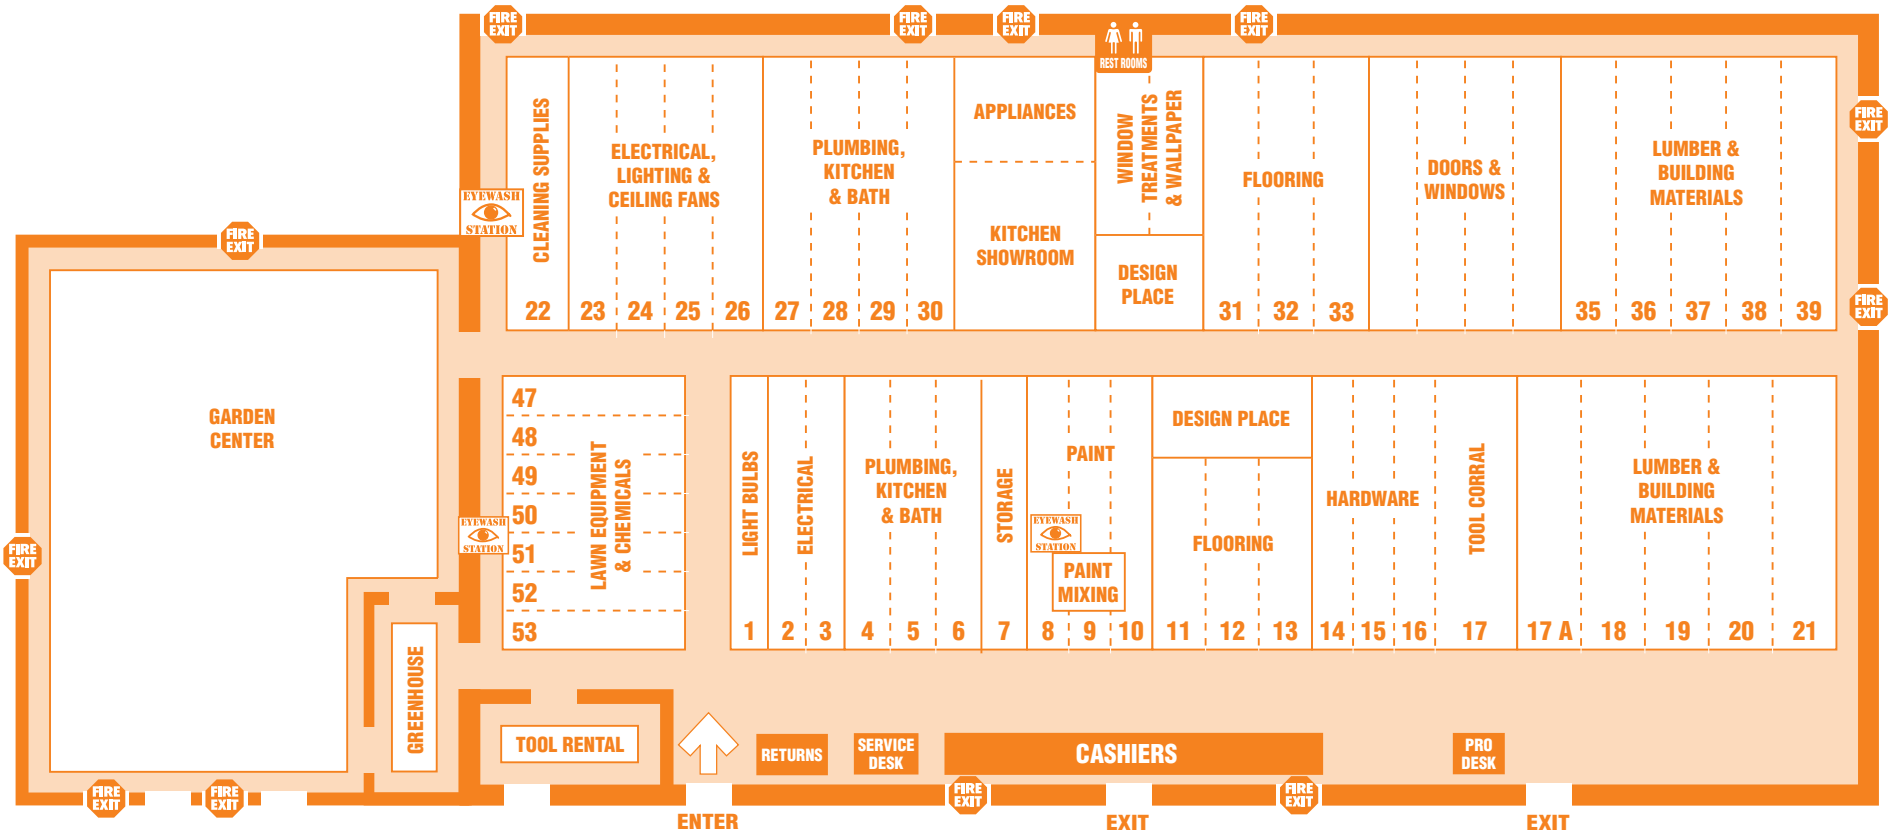 FIRE
EXIT
FIRE
EXIT
FIRE
EXIT
FIRE
EXIT
REST ROOMS
CLEANING SUPPLIES
22
ELECTRICAL,
LIGHTING &
CEILING FANS
23 24 25 26
PLUMBING,
KITCHEN
& BATH
27 28 29 30
APPLIANCES
KITCHEN
SHOWROOM
WINDOW
TREATMENTS
& WALLPAPER
DESIGN
PLACE
FLOORING
31 32 33
DOORS &
WINDOWS
LUMBER &
BUILDING
MATERIALS
35 36 37 38 39
FIRE
EXIT
FIRE
EXIT
EYEWASH
STATION
FIRE
EXIT
GARDEN
CENTER
FIRE
EXIT
GREENHOUSE
FIRE
EXIT
FIRE
EXIT
47
48
49
50
51
52
53
LAWN EQUIPMENT
& CHEMICALS
EYEWASH
STATION
LIGHT BULBS
1
ELECTRICAL
2 3
PLUMBING,
KITCHEN
& BATH
4 5 6
STORAGE
7
PAINT
EYEWASH
STATION
PAINT
MIXING
8 9 10
DESIGN PLACE
FLOORING
11 12 13
HARDWARE
14 15 16
TOOL CORRAL
17
LUMBER &
BUILDING
MATERIALS
17 A 18 19 20 21
TOOL RENTAL
RETURNS
SERVICE
DESK
CASHIERS
PRO
DESK
FIRE
EXIT
FIRE
EXIT
ENTER
EXIT
EXIT